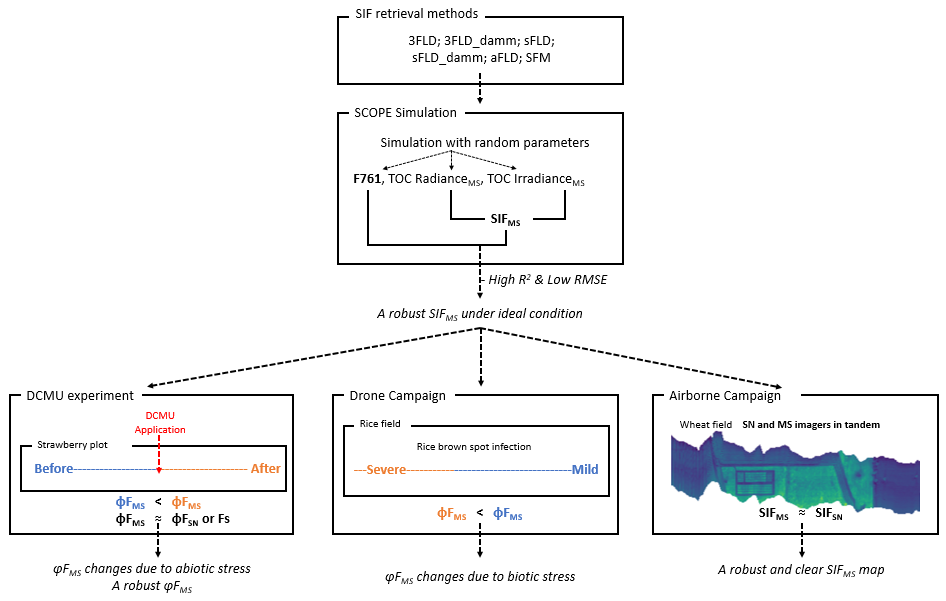 SIF retrieval methods
3FLD; 3FLD_damm; sFLD;
sFLD_damm; aFLD; SFM
SCOPE Simulation
Simulation with random parameters
F761, TOC RadianceMS, TOC IrradianceMS
SIFMS
- High R2 & Low RMSE
A robust SIFMS under ideal condition
DCMU experiment
DCMU
Application
Strawberry plot
Before
After
ϕFMS < ϕFMS
ϕFMS ≈ ϕFSN or Fs
φFMS changes due to abiotic stress
A robust φFMS
Drone Campaign
Rice field
Rice brown spot infection
Severe
Mild
ϕFMS < ϕFMS
φFMS changes due to biotic stress
Airborne Campaign
Wheat field SN and MS imagers in tandem
SIFMS ≈ SIFSN
A robust and clear SIFMS map